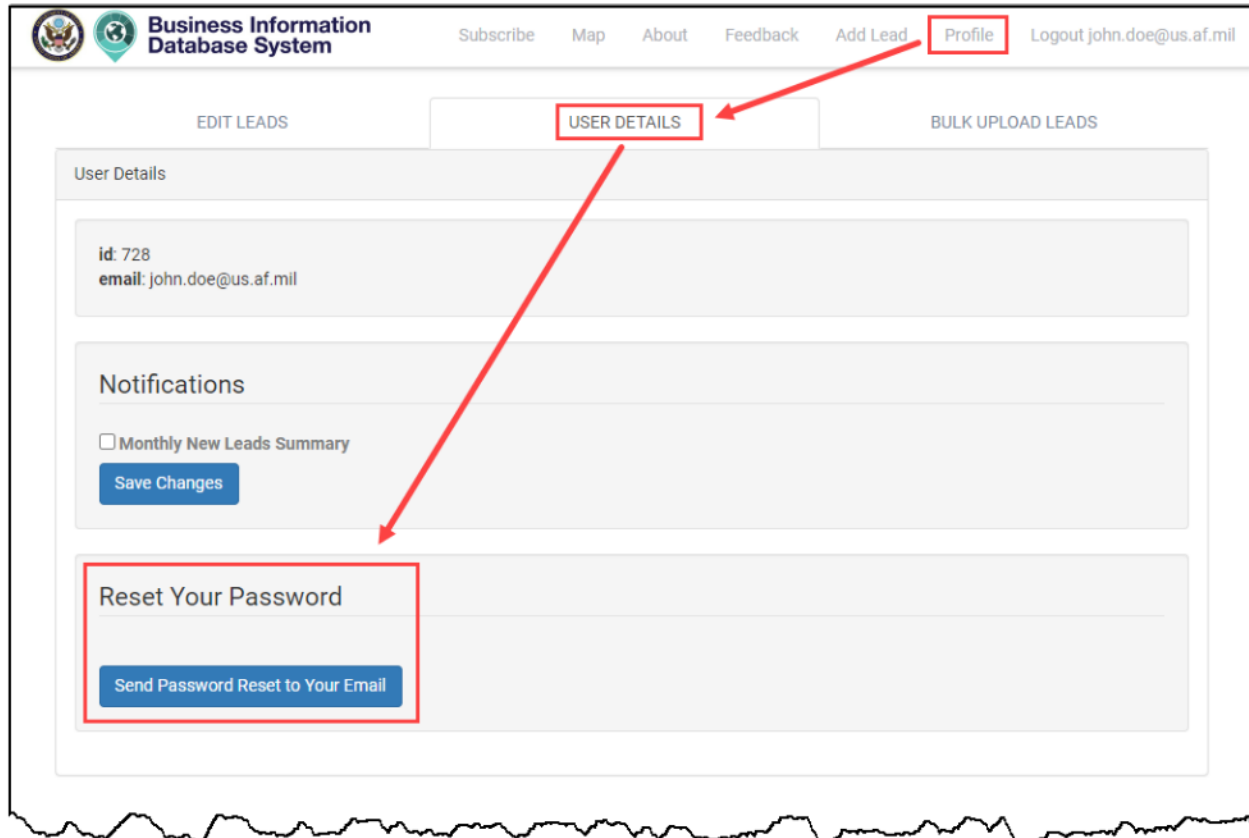 Business Information
Database System
Subscribe Map About Feedback Add Lead Profile Logout john.doe@us.af.mil
EDIT LEADS USER DETAILS BULK UPLOAD LEADS
User Details
id: 728
email: john.doe@us.af.mil
Notifications
Monthly New Leads Summary
Save Changes
Reset Your Password
Send Password Reset to Your Email